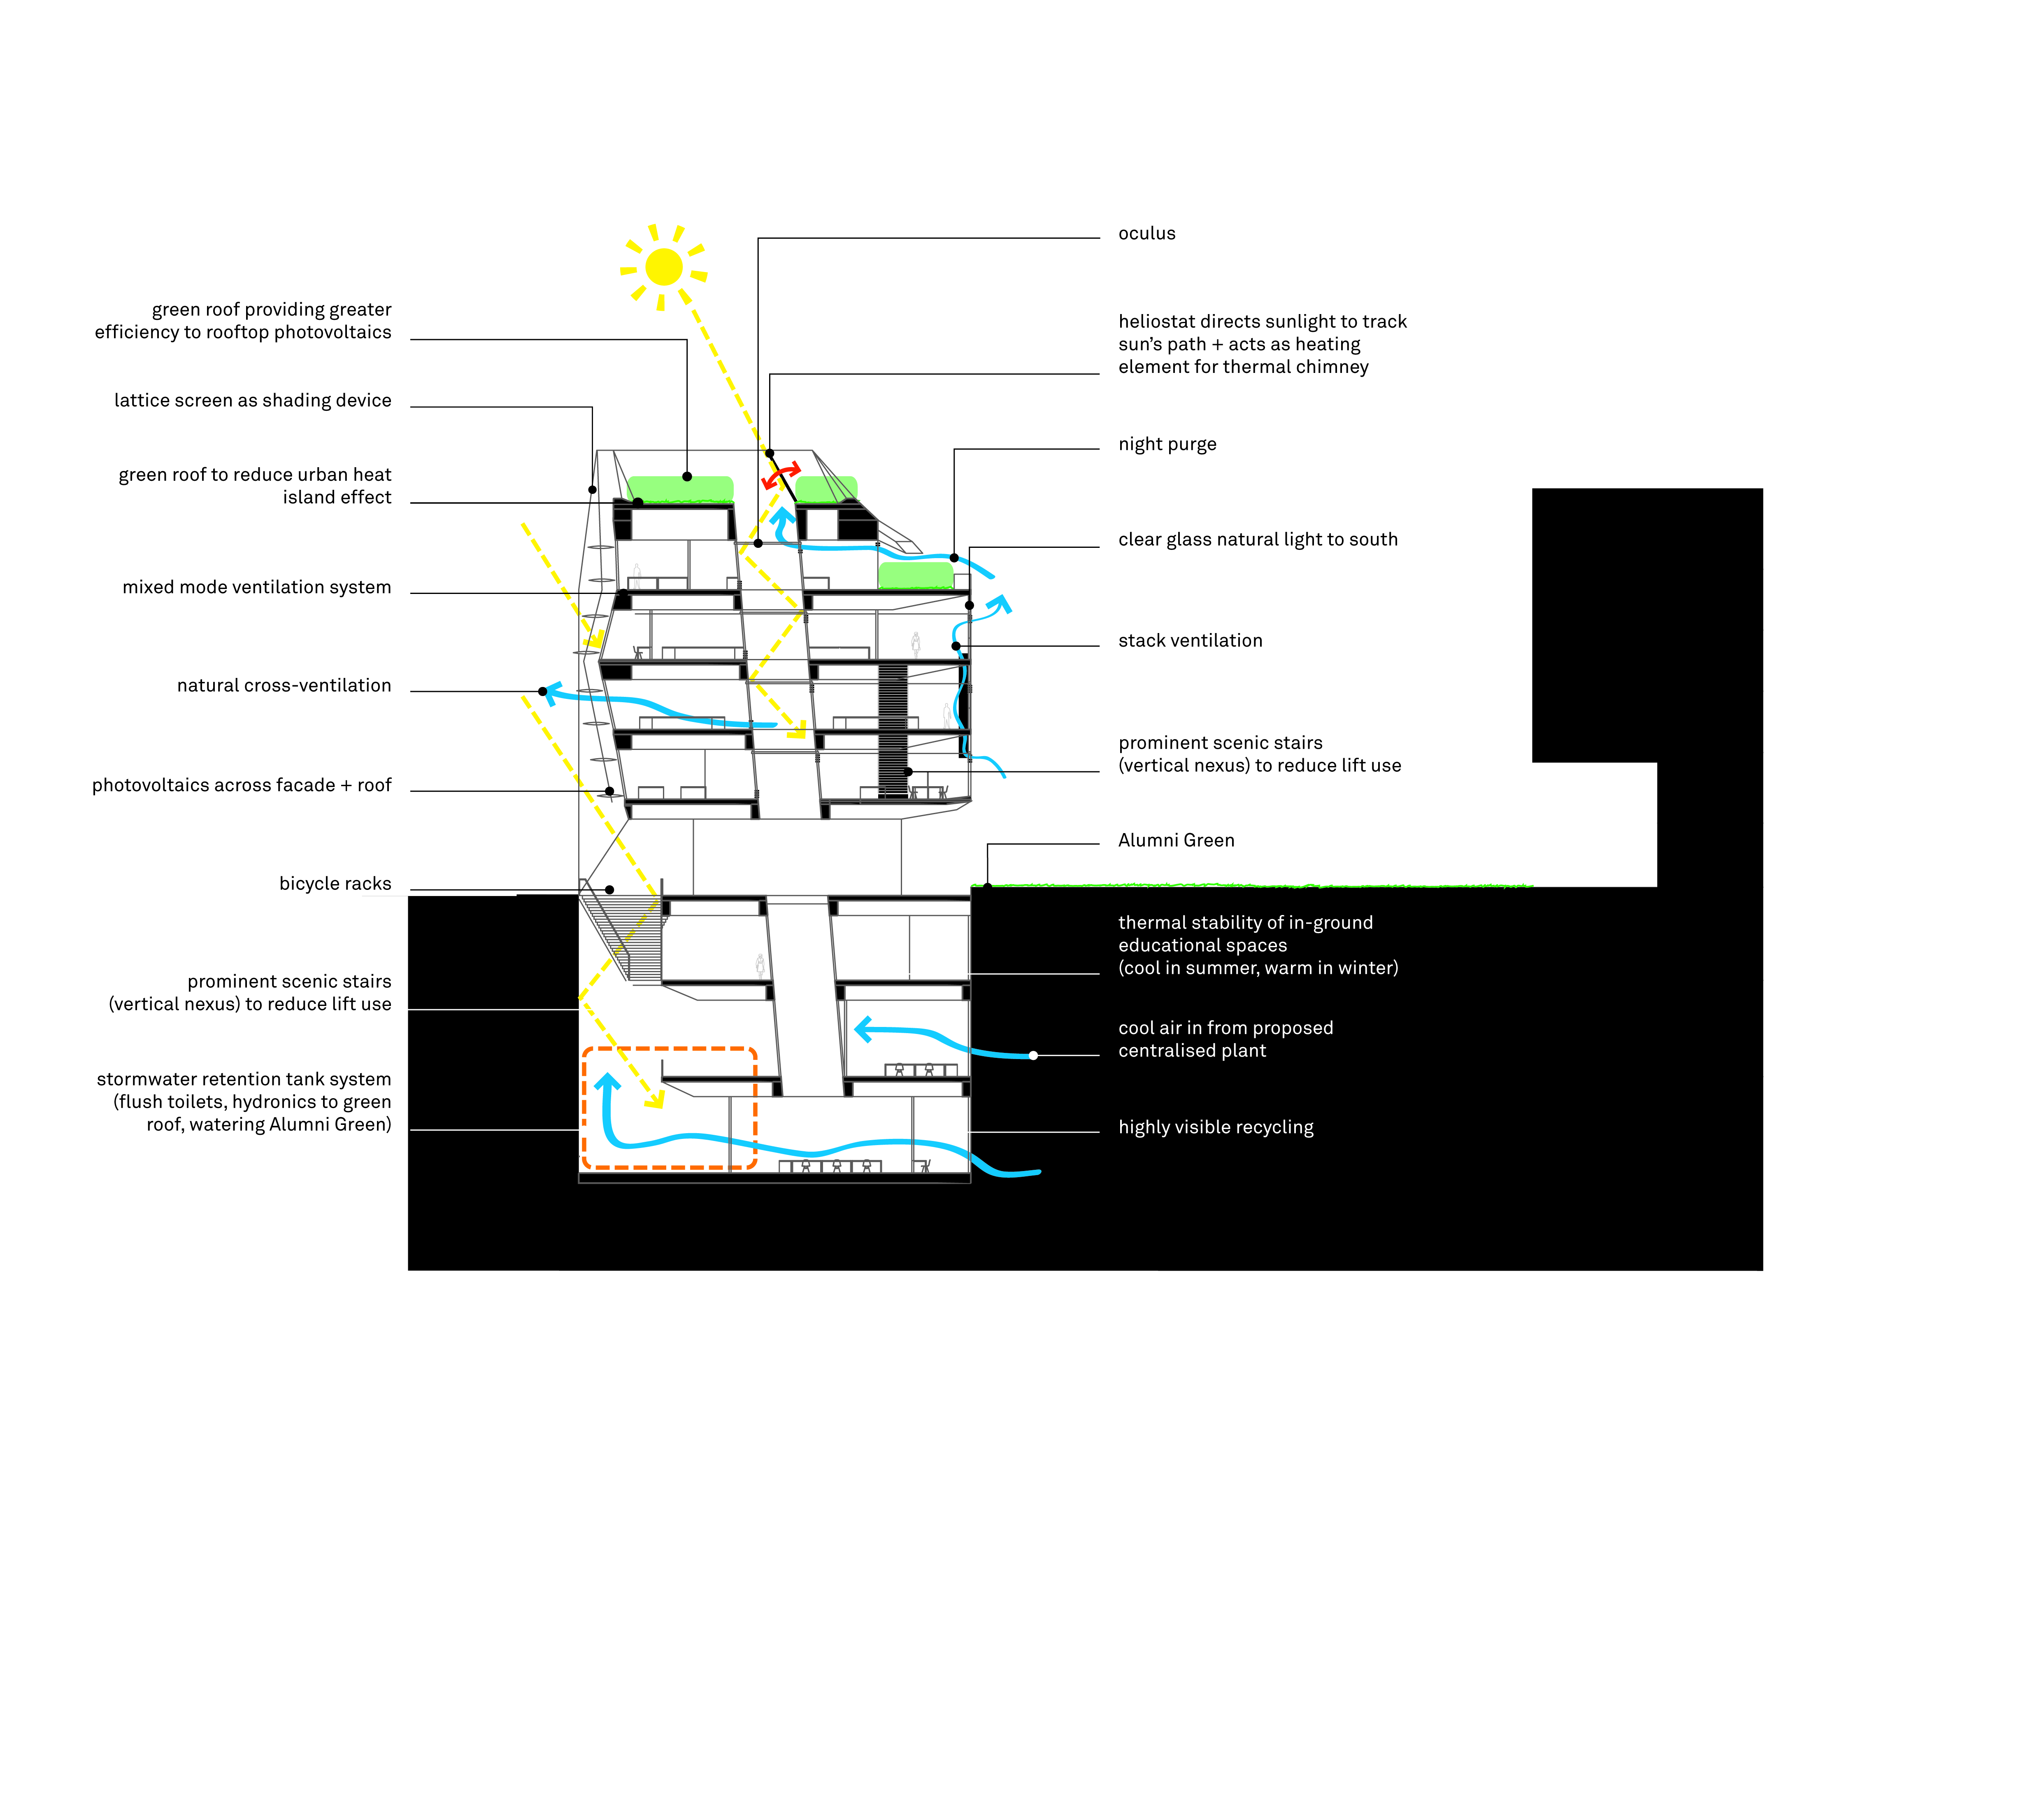 green roof providing greater
efficiency to rooftop photovoltaics
lattice screen as shading device
green roof to reduce urban heat
island effect
mixed mode ventilation system
natural cross-ventilation
photovoltaics across facade + roof
bicycle racks
prominent scenic stairs
(vertical nexus) to reduce lift use
stormwater retention tank system
(flush toilets, hydronics to green
roof, watering Alumni Green)
oculus
heliostat directs sunlight to track
sun's path + acts as heating
element for thermal chimney
night purge
clear glass natural light to south
stack ventilation
prominent scenic stairs
(vertical nexus) to reduce lift use
Alumni Green
thermal stability of in-ground
educational spaces
(cool in summer, warm in winter)
cool air in from proposed
centralised plant
highly visible recycling